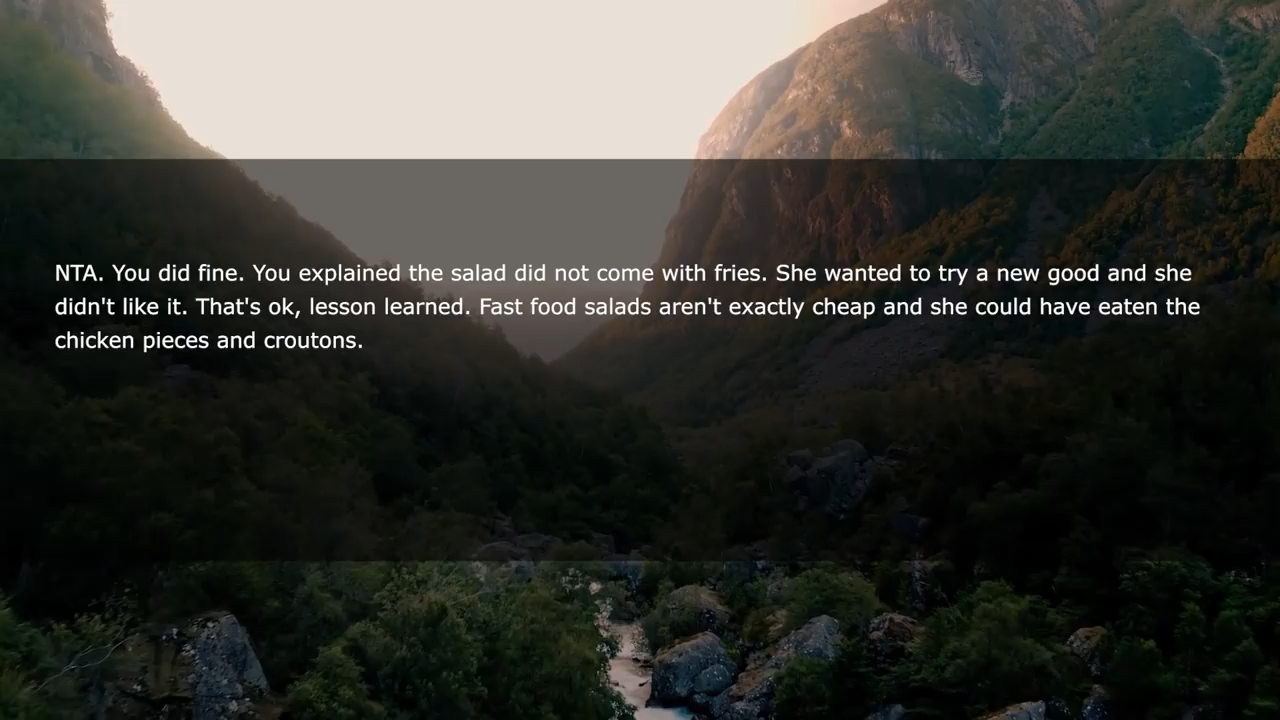 NTA. You did fine. You explained the salad did not come with fries. She wanted to try a new good and she
didn't like it. That's ok, lesson learned. Fast food salads aren't exactly cheap and she could have eaten the
chicken pieces and croutons.